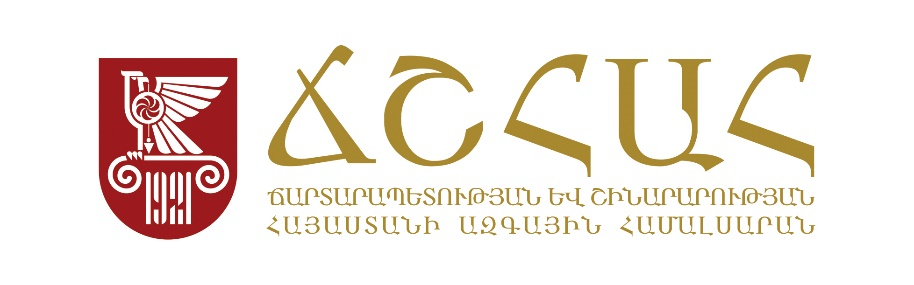 1921
ՃՇՀԱՀ
ՃԱՐՏԱՐԱՊԵՏՈՒԹՅԱՆ ԵՎ ՇԻՆԱՐԱՐՈՒԹՅԱՆ
ՀԱՅԱՍՏԱՆԻ ԱԶԳԱՅԻՆ ՀԱՄԱԼՍԱՐԱՆ